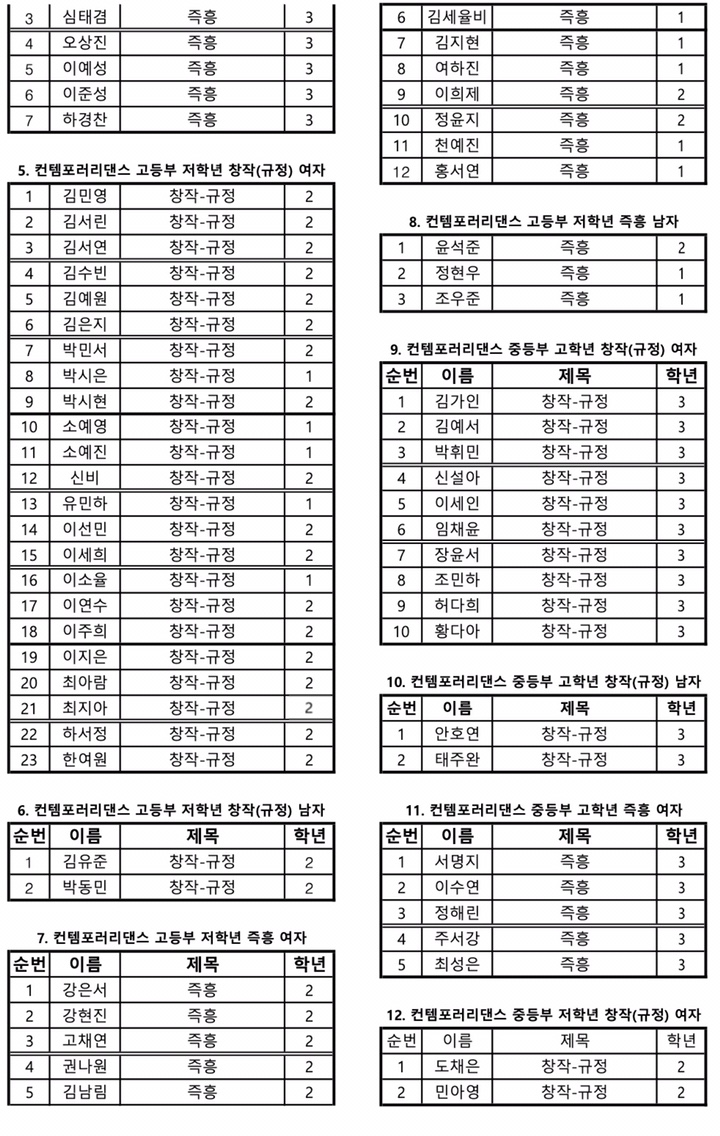 3 심태겸 즉흥 3
4 오상진 즉흥 3
5 이예성 즉흥 3
6 이준성 즉흥 3
7 하경찬 즉흥 3
5. 컨템포러리댄스 고등부 저학년 창작(규정) 여자
1 김민영 창작-규정 2
2 김서린 창작-규정 2
3 김서연 창작-규정 2
4 김수빈 창작-규정 2
5 김예원 창작-규정 2
6 김은지 창작-규정 2
7 박민서 창작-규정 2
8 박시은 창작-규정 1
9 박시현 창작-규정 2
10 소예영 창작-규정 1
11 소예진 창작-규정 1
12 신비 창작-규정 2
13 유민하 창작-규정 1
14 이선민 창작-규정 2
15 이세희 창작-규정 2
16 이소율 창작-규정 1
17 이연수 창작-규정 2
18 이주희 창작-규정 2
19 이지은 창작-규정 2
20 최아람 창작-규정 2
21 최지아 창작-규정 2
22 하서정 창작-규정 2
23 한여원 창작-규정 2
6. 컨템포러리댄스 고등부 저학년 창작(규정) 남자
순번 이름 제목 학년
1 김유준 창작-규정 2
2 박동민 창작-규정 2
7. 컨템포러리댄스 고등부 저학년 즉흥 여자
순번 이름 제목 학년
1 강은서 즉흥 2
2 강현진 즉흥 2
3 고채연 즉흥 2
4 권나원 즉흥 2
5 김남림 즉흥 2
6 김세율비 즉흥 1
7 김지현 즉흥 1
8 여하진 즉흥 1
9 이희제 즉흥 2
10 정윤지 즉흥 2
11 천예진 즉흥 1
12 홍서연 즉흥 1
8. 컨템포러리댄스 고등부 저학년 즉흥 남자
1 윤석준 즉흥 2
2 정현우 즉흥 1
3 조우준 즉흥 1
9. 컨템포러리댄스 중등부 고학년 창작(규정) 여자
순번 이름 제목 학년
1 김가인 창작-규정 3
2 김예서 창작-규정 3
3 박휘민 창작-규정 3
4 신설아 창작-규정 3
5 이세인 창작-규정 3
6 임채윤 창작-규정 3
7 장윤서 창작-규정 3
8 조민하 창작-규정 3
9 허다희 창작-규정 3
10 황다아 창작-규정 3
10. 컨템포러리댄스 중등부 고학년 창작(규정) 남자
순번 이름 제목 학년
1 안호연 창작-규정 3
2 태주완 창작-규정 3
11. 컨템포러리댄스 중등부 고학년 즉흥 여자
순번 이름 제목 학년
1 서명지 즉흥 3
2 이수연 즉흥 3
3 정해린 즉흥 3
4 주서강 즉흥 3
5 최성은 즉흥 3
12. 컨템포러리댄스 중등부 저학년 창작(규정) 여자
순번 이름 제목 학년
1 도채은 창작-규정 2
2 민아영 창작-규정 2